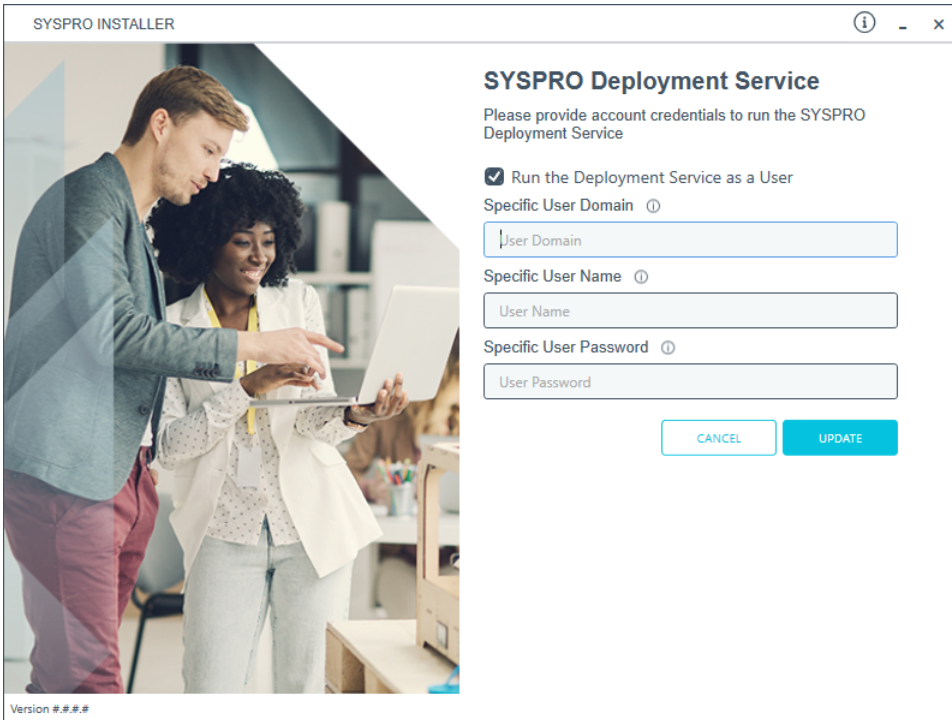 SYSPRO INSTALLER
SYSPRO Deployment Service
Please provide account credentials to run the SYSPRO
Deployment Service
Run the Deployment Service as a User
Specific User Domain
User Domain
Specific User Name
User Name
Specific User Password
User Password
CANCEL
UPDATE
Version #.#.#.#